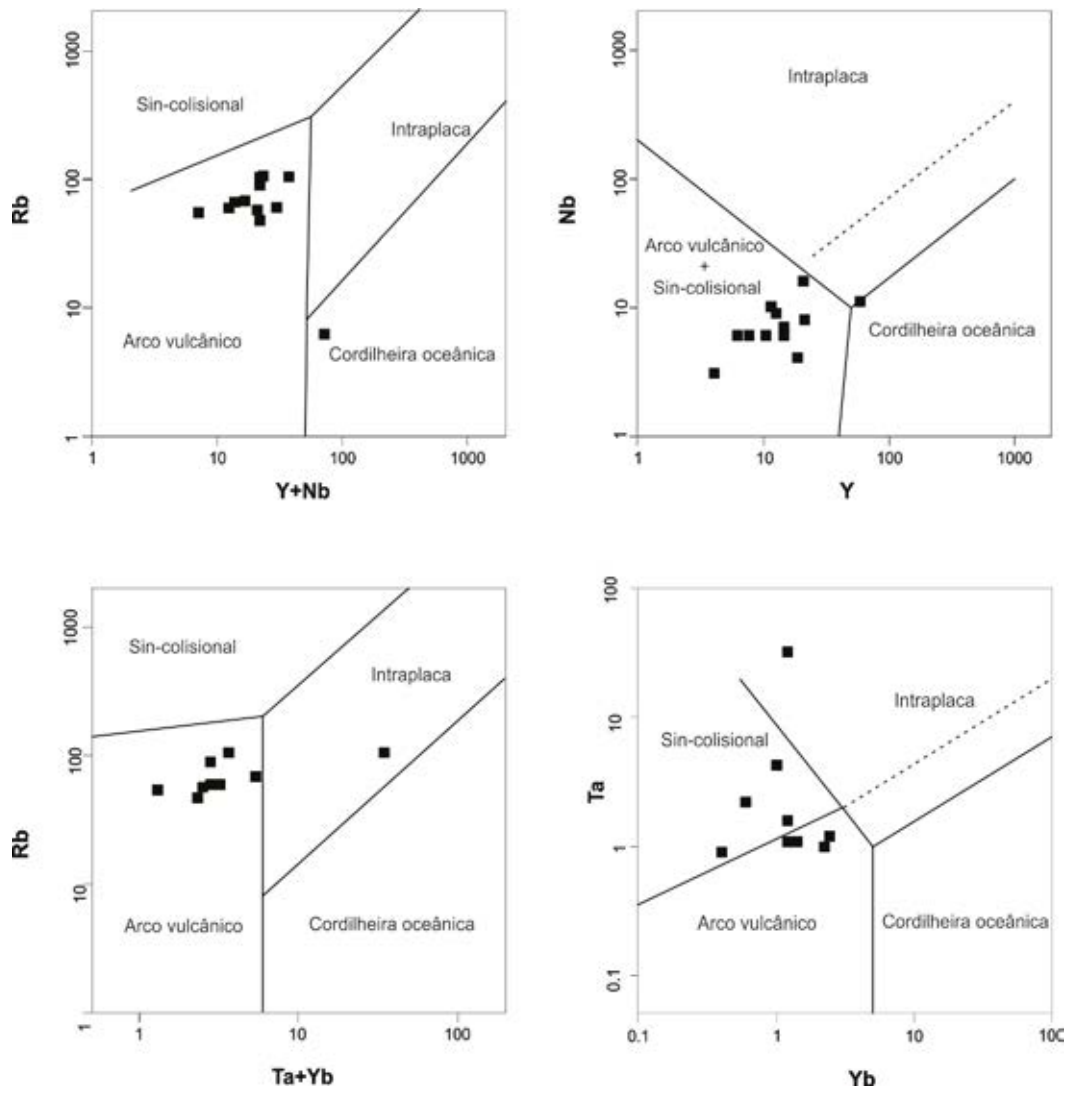 1000
Sin-colisional
Intraplaca
100
Rb
10
Arco vulcânico
Cordilheira oceânica
1
1
10
100
1000
Y+Nb
1000
Intraplaca
100
Nb
Arco vulcânico
+
Sin-colisional
10
Cordilheira oceânica
1
1
10
100
1000
Y
1000
Sin-colisional
Intraplaca
100
Rb
10
Arco vulcânico
Cordilheira oceânica
1
1
10
100
Ta+Yb
100
10
Intraplaca
Sin-colisional
Ta
1
Arco vulcânico
Cordilheira oceânica
0.1
0.1
1
10
100
Yb